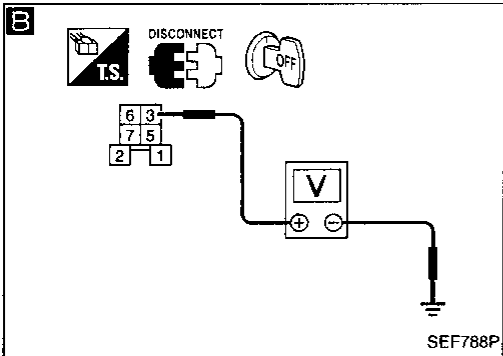 B
DISCONNECT
T.S.
OFF
6 3
7 5
2 1
V
+ −
SEF788P